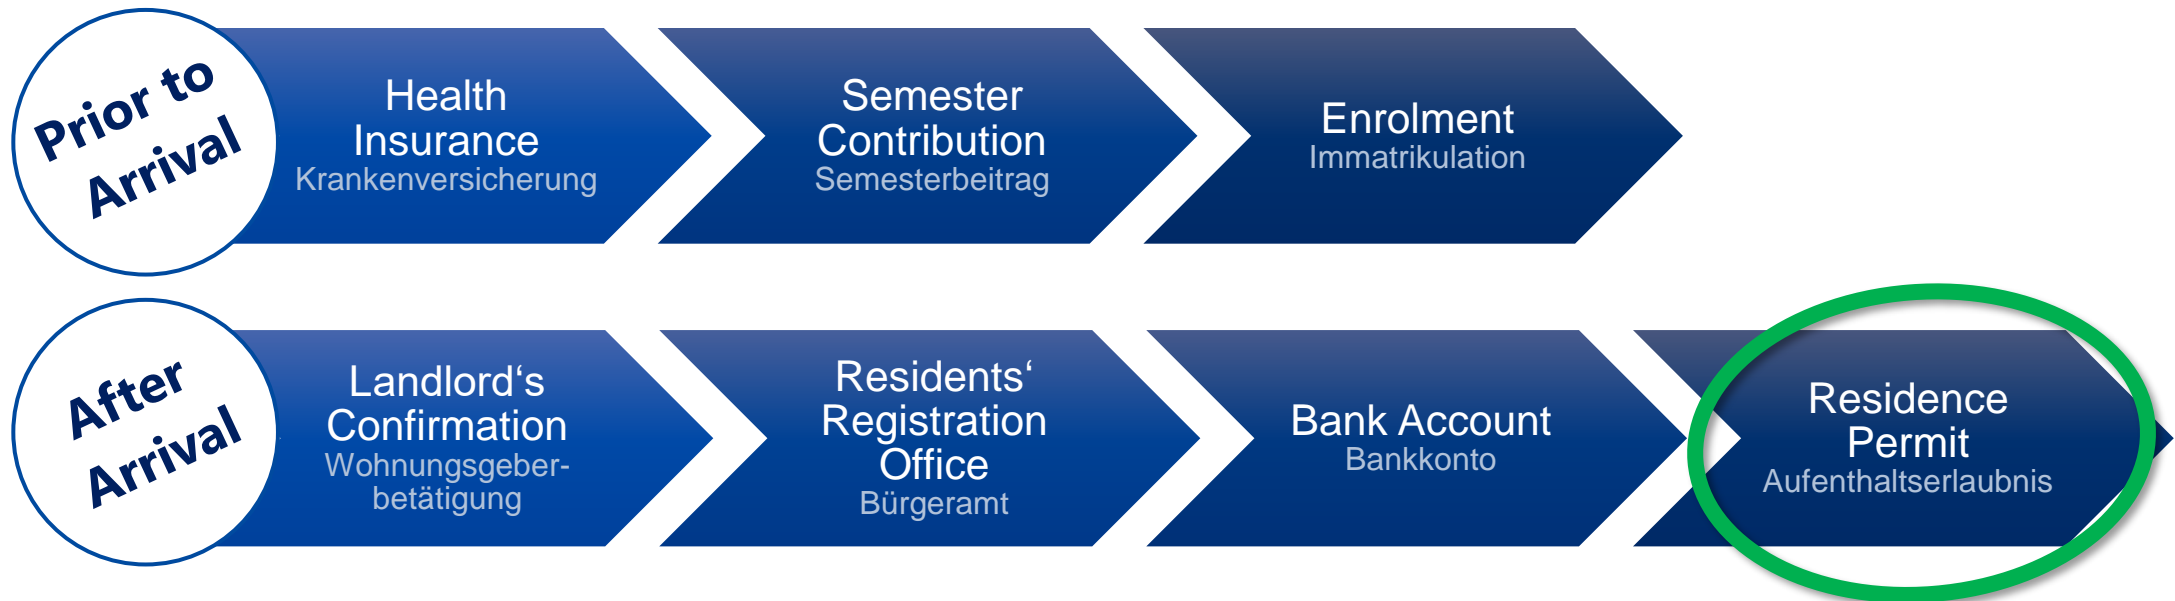 Prior to
Arrival
Health
Insurance
Krankenversicherung
Semester
Contribution
Semesterbeitrag
Enrolment
Immatrikulation
After
Arrival
Landlord‘s
Confirmation
Wohnungsgeber-
betätigung
Residents‘
Registration
Office
Bürgeramt
Bank Account
Bankkonto
Residence
Permit
Aufenthaltserlaubnis